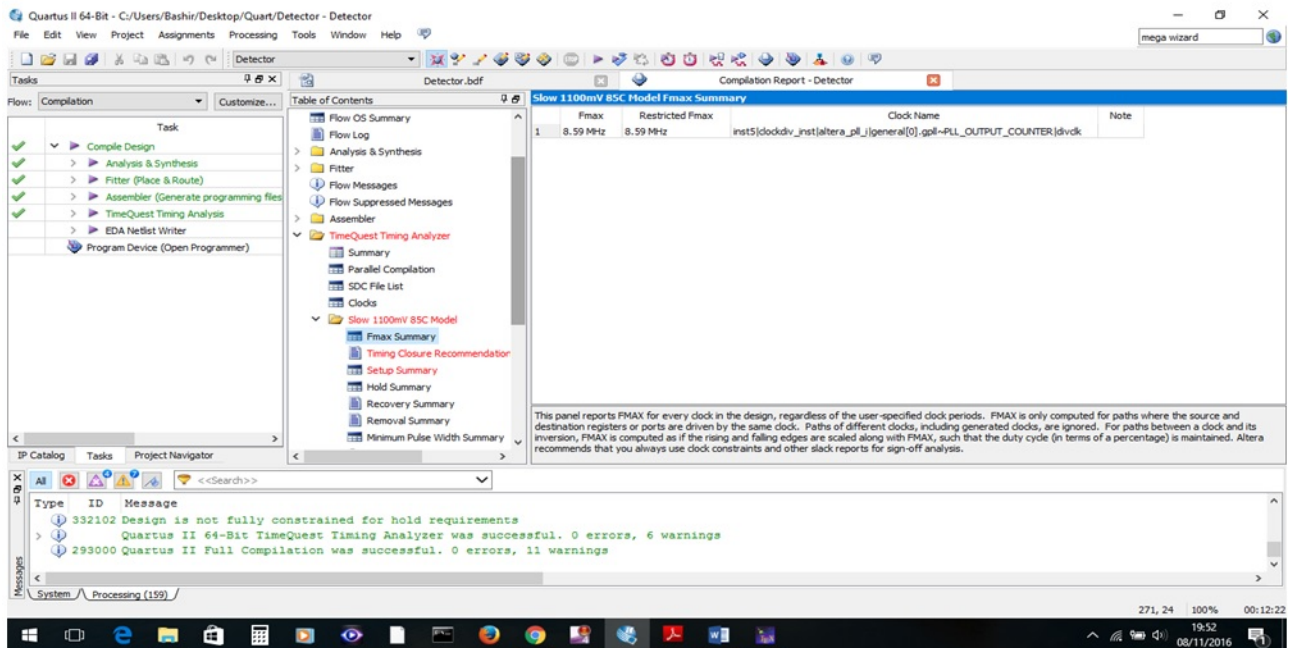 Quartus II 64-Bit - C:/Users/Bashir/Desktop/Quart/Detector - Detector
File Edit View Project Assignments Processing Tools Window Help
mega wizard
Detector
Tasks
Flow: Compilation Customize...
Task
Compile Design
Analysis & Synthesis
Fitter (Place & Route)
Assembler (Generate programming files
TimeQuest Timing Analysis
EDA Netlist Writer
Program Device (Open Programmer)
IP Catalog Tasks Project Navigator
Detector.bdf
Compilation Report - Detector
Table of Contents
Flow OS Summary
Flow Log
Analysis & Synthesis
Fitter
Flow Messages
Flow Suppressed Messages
Assembler
TimeQuest Timing Analyzer
Summary
Parallel Compilation
SDC File List
Clocks
Slow 1100mV 85C Model
Fmax Summary
Timing Closure Recommendation
Setup Summary
Hold Summary
Recovery Summary
Removal Summary
Minimum Pulse Width Summary
Slow 1100mV 85C Model Fmax Summary
Fmax Restricted Fmax Clock Name Note
1 8.59 MHz 8.59 MHz inst5|clockdiv_inst|altera_pll_i|general[0].gpll~PLL_OUTPUT_COUNTER|divclk
This panel reports FMAX for every clock in the design, regardless of the user-specified clock periods. FMAX is only computed for paths where the source and
destination registers or ports are driven by the same clock. Paths of different clocks, including generated clocks, are ignored. For paths between a clock and its
inversion, FMAX is computed as if the rising and falling edges are scaled along with FMAX, such that the duty cycle (in terms of a percentage) is maintained. Altera
recommends that you always use clock constraints and other slack reports for sign-off analysis.
All <<Search>>
Type ID Message
332102 Design is not fully constrained for hold requirements
Quartus II 64-Bit TimeQuest Timing Analyzer was successful. 0 errors, 6 warnings
293000 Quartus II Full Compilation was successful. 0 errors, 11 warnings
Messages
System Processing (159)
271, 24 100% 00:12:22
19:52
08/11/2016